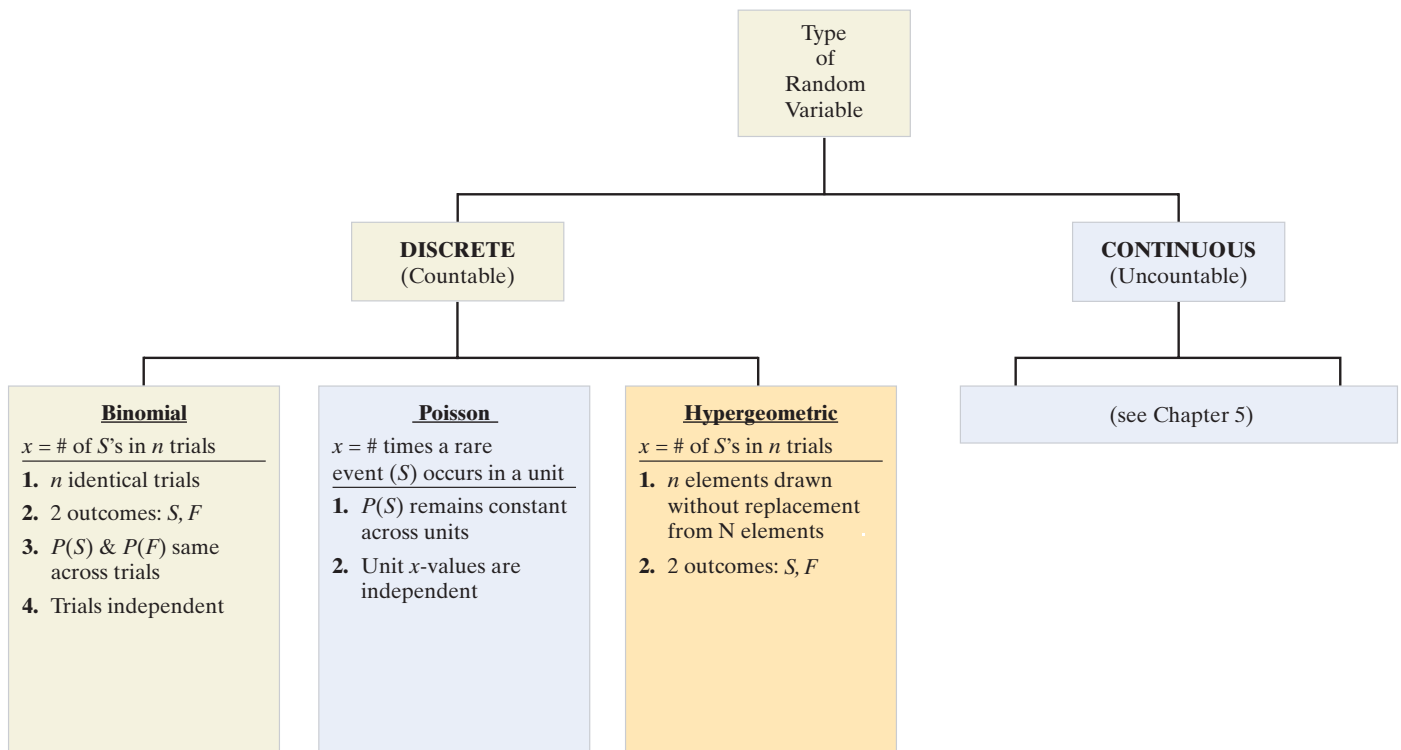 Type
of
Random
Variable
DISCRETE
(Countable)
CONTINUOUS
(Uncountable)
Binomial
x = # of S’s in n trials
1. n identical trials
2. 2 outcomes: S, F
3. P(S) & P(F) same
across trials
4. Trials independent
Poisson
x = # times a rare
event (S) occurs in a unit
1. P(S) remains constant
across units
2. Unit x-values are
independent
Hypergeometric
x = # of S’s in n trials
1. n elements drawn
without replacement
from N elements
2. 2 outcomes: S, F
(see Chapter 5)